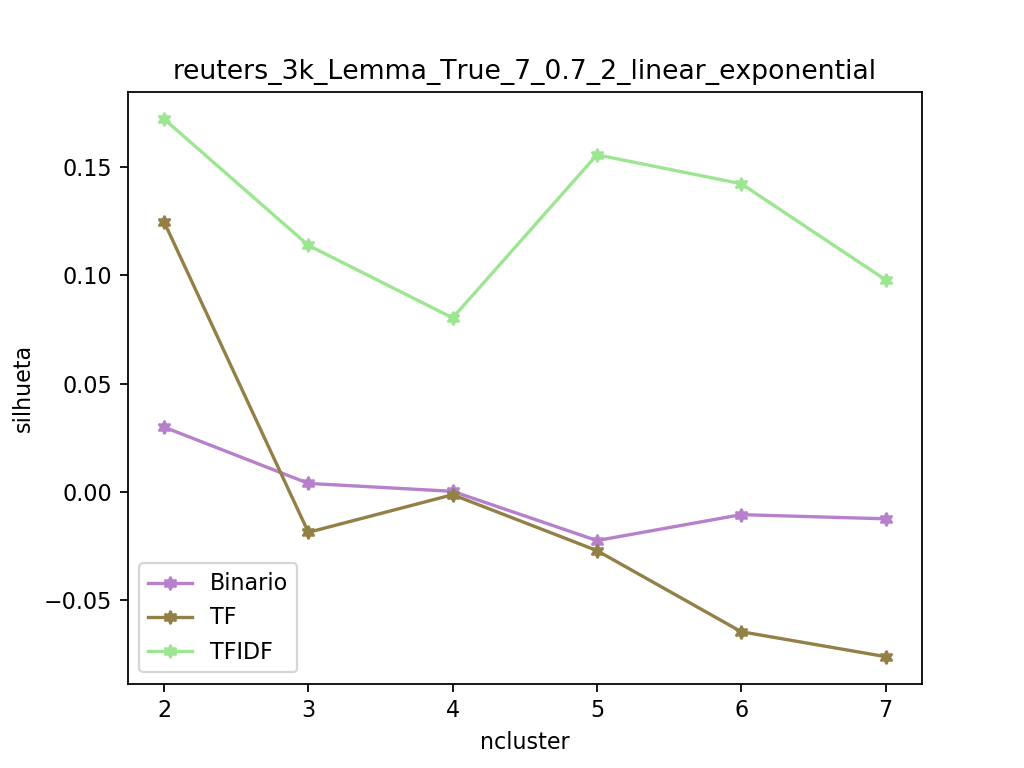 reuters_3k_Lemma_True_7_0.7_2_linear_exponential
0.15
0.10
0.05
0.00
−0.05
silhueta
Binario
TF
TFIDF
2 3 4 5 6 7
ncluster